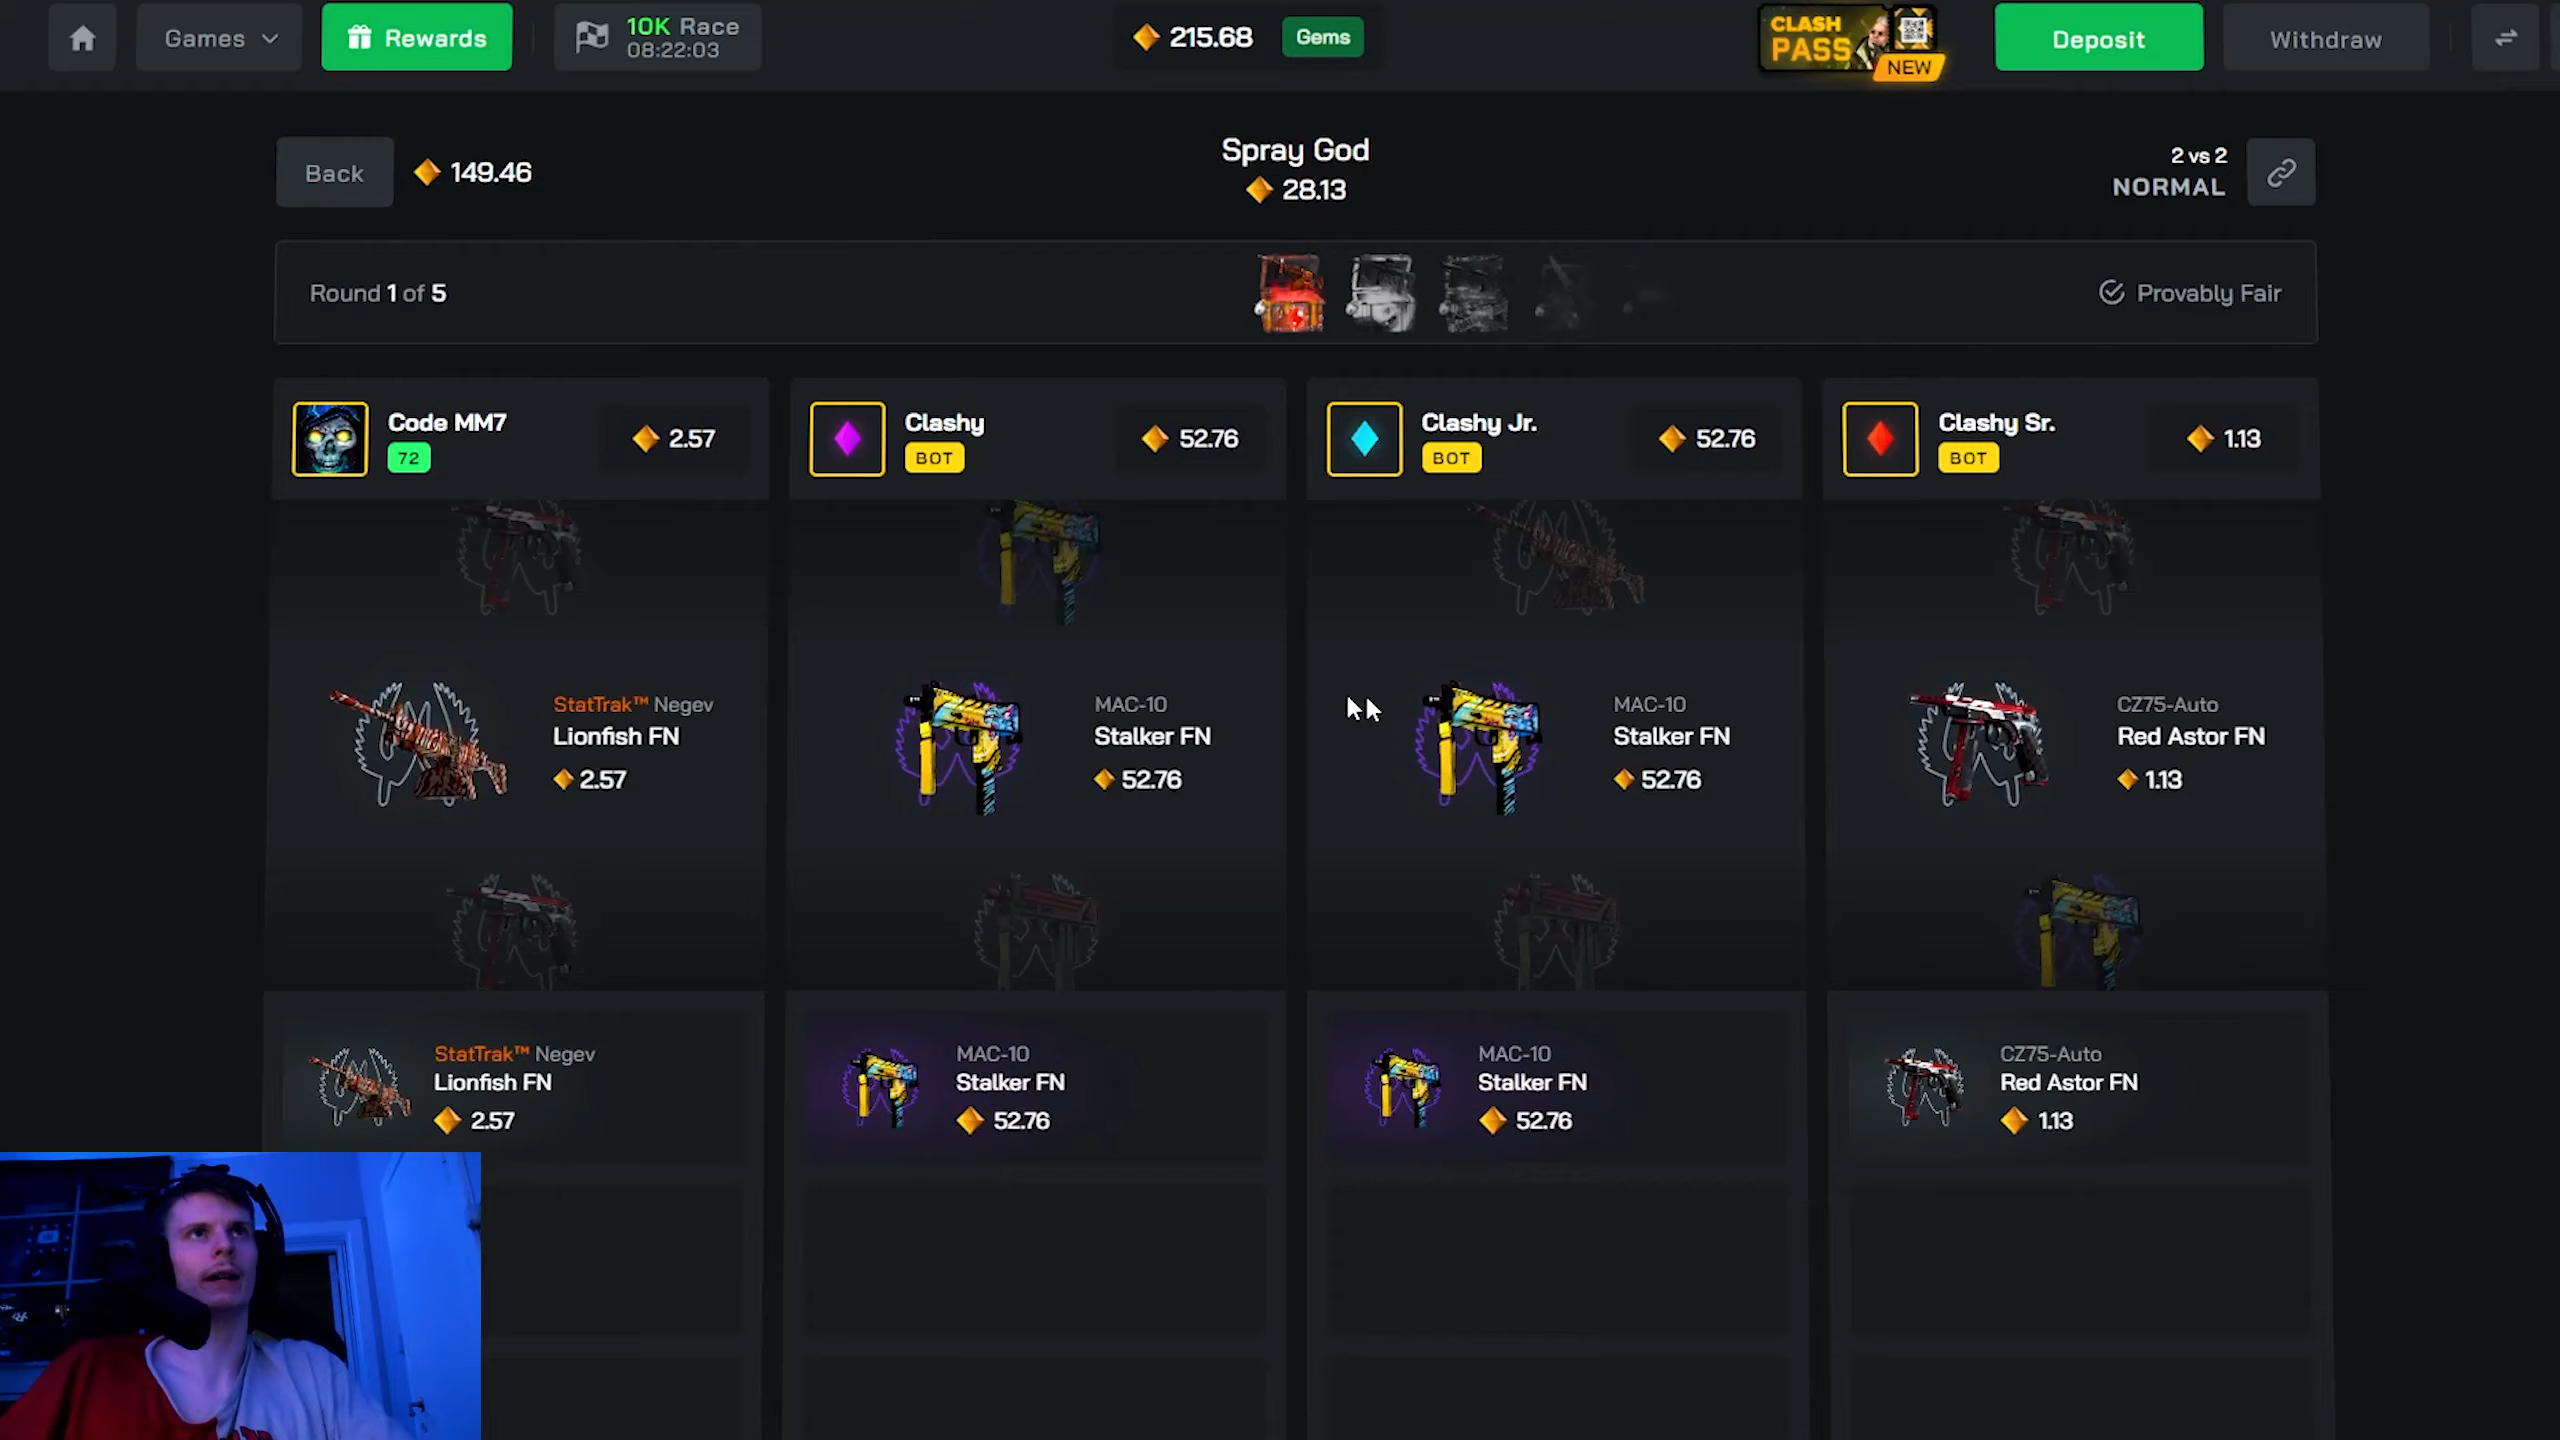 Games
Rewards
10K Race
08:22:03
215.68
Gems
CLASH
PASS
NEW
Deposit
Withdraw
Back
149.46
Spray God
28.13
2 vs 2
NORMAL
Round 1 of 5
Provably Fair
Code MM7
72
2.57
Clashy
BOT
52.76
Clashy Jr.
BOT
52.76
Clashy Sr.
BOT
1.13
StatTrak™ Negev
Lionfish FN
2.57
MAC-10
Stalker FN
52.76
MAC-10
Stalker FN
52.76
CZ75-Auto
Red Astor FN
1.13
StatTrak™ Negev
Lionfish FN
2.57
MAC-10
Stalker FN
52.76
MAC-10
Stalker FN
52.76
CZ75-Auto
Red Astor FN
1.13